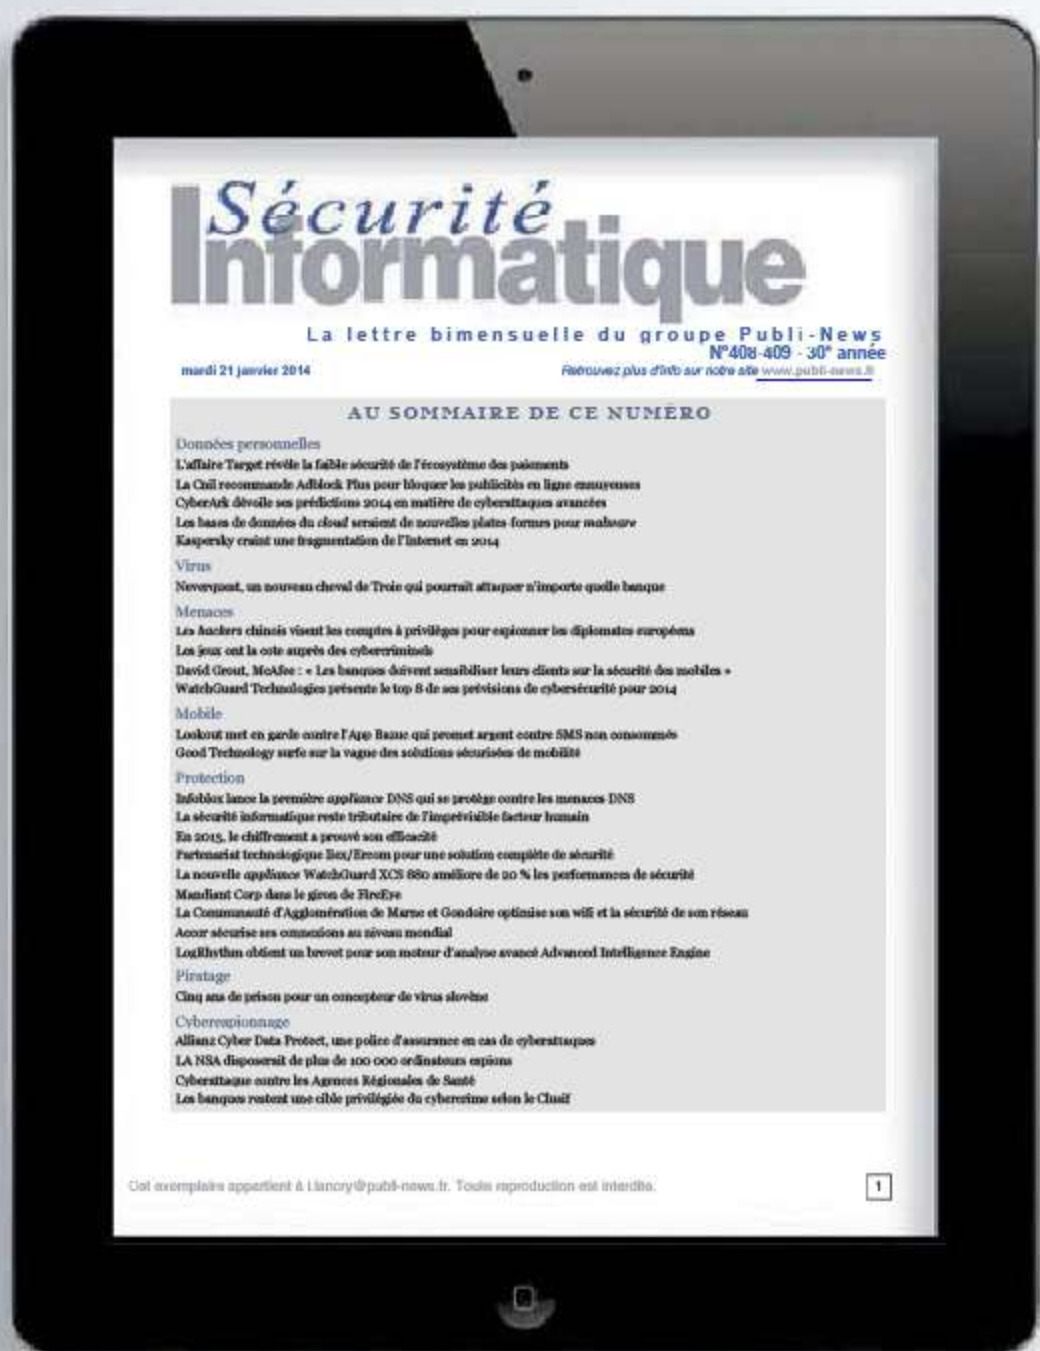 Sécurité
Informatique
La lettre bimensuelle du groupe Publi-News
N°408-409 - 30° année
mardi 21 janvier 2014
Retrouvez plus d'info sur notre site www.publi-news.fr
AU SOMMAIRE DE CE NUMÉRO
Données personnelles
L'affaire Target révèle la faible sécurité de l'écosystème des paiements
La Cnil recommande Adblock Plus pour bloquer les publicités en ligne ennuyeuses
CyberArk dévoile ses prédictions 2014 en matière de cyberattaques avancées
Les bases de données du cloud seraient de nouvelles plates-formes pour malware
Kaspersky craint une fragmentation de l'Internet en 2014
Virus
Neverquest, un nouveau cheval de Troie qui pourrait attaquer n'importe quelle banque
Menaces
Les hackers chinois visent les comptes à privilèges pour espionner les diplomates européens
Les jeux ont la cote auprès des cybercriminels
David Grout, McAfee : « Les banques doivent sensibiliser leurs clients sur la sécurité des mobiles »
WatchGuard Technologies présente le top 8 de ses prévisions de cybersécurité pour 2014
Mobile
Lookout met en garde contre l'App Bazuc qui promet argent contre SMS non consommés
Good Technology surfe sur la vague des solutions sécurisées de mobilité
Protection
Infoblox lance la première appliance DNS qui se protège contre les menaces DNS
La sécurité informatique reste tributaire de l'imprévisible facteur humain
En 2013, le chiffrement a prouvé son efficacité
Partenariat technologique Ilex/Ercom pour une solution complète de sécurité
La nouvelle appliance WatchGuard XCS 880 améliore de 20 % les performances de sécurité
Mandiant Corp dans le giron de FireEye
La Communauté d'Agglomération de Marne et Gondoire optimise son wifi et la sécurité de son réseau
Accor sécurise ses connexions au niveau mondial
LogRhythm obtient un brevet pour son moteur d'analyse avancé Advanced Intelligence Engine
Piratage
Cinq ans de prison pour un concepteur de virus slovène
Cyberespionnage
Allianz Cyber Data Protect, une police d'assurance en cas de cyberattaques
LA NSA disposerait de plus de 100 000 ordinateurs espions
Cyberattaque contre les Agences Régionales de Santé
Les banques restent une cible privilégiée du cybercrime selon le Clusif
Cet exemplaire appartient à l.lancry@publi-news.fr. Toute reproduction est interdite.
1